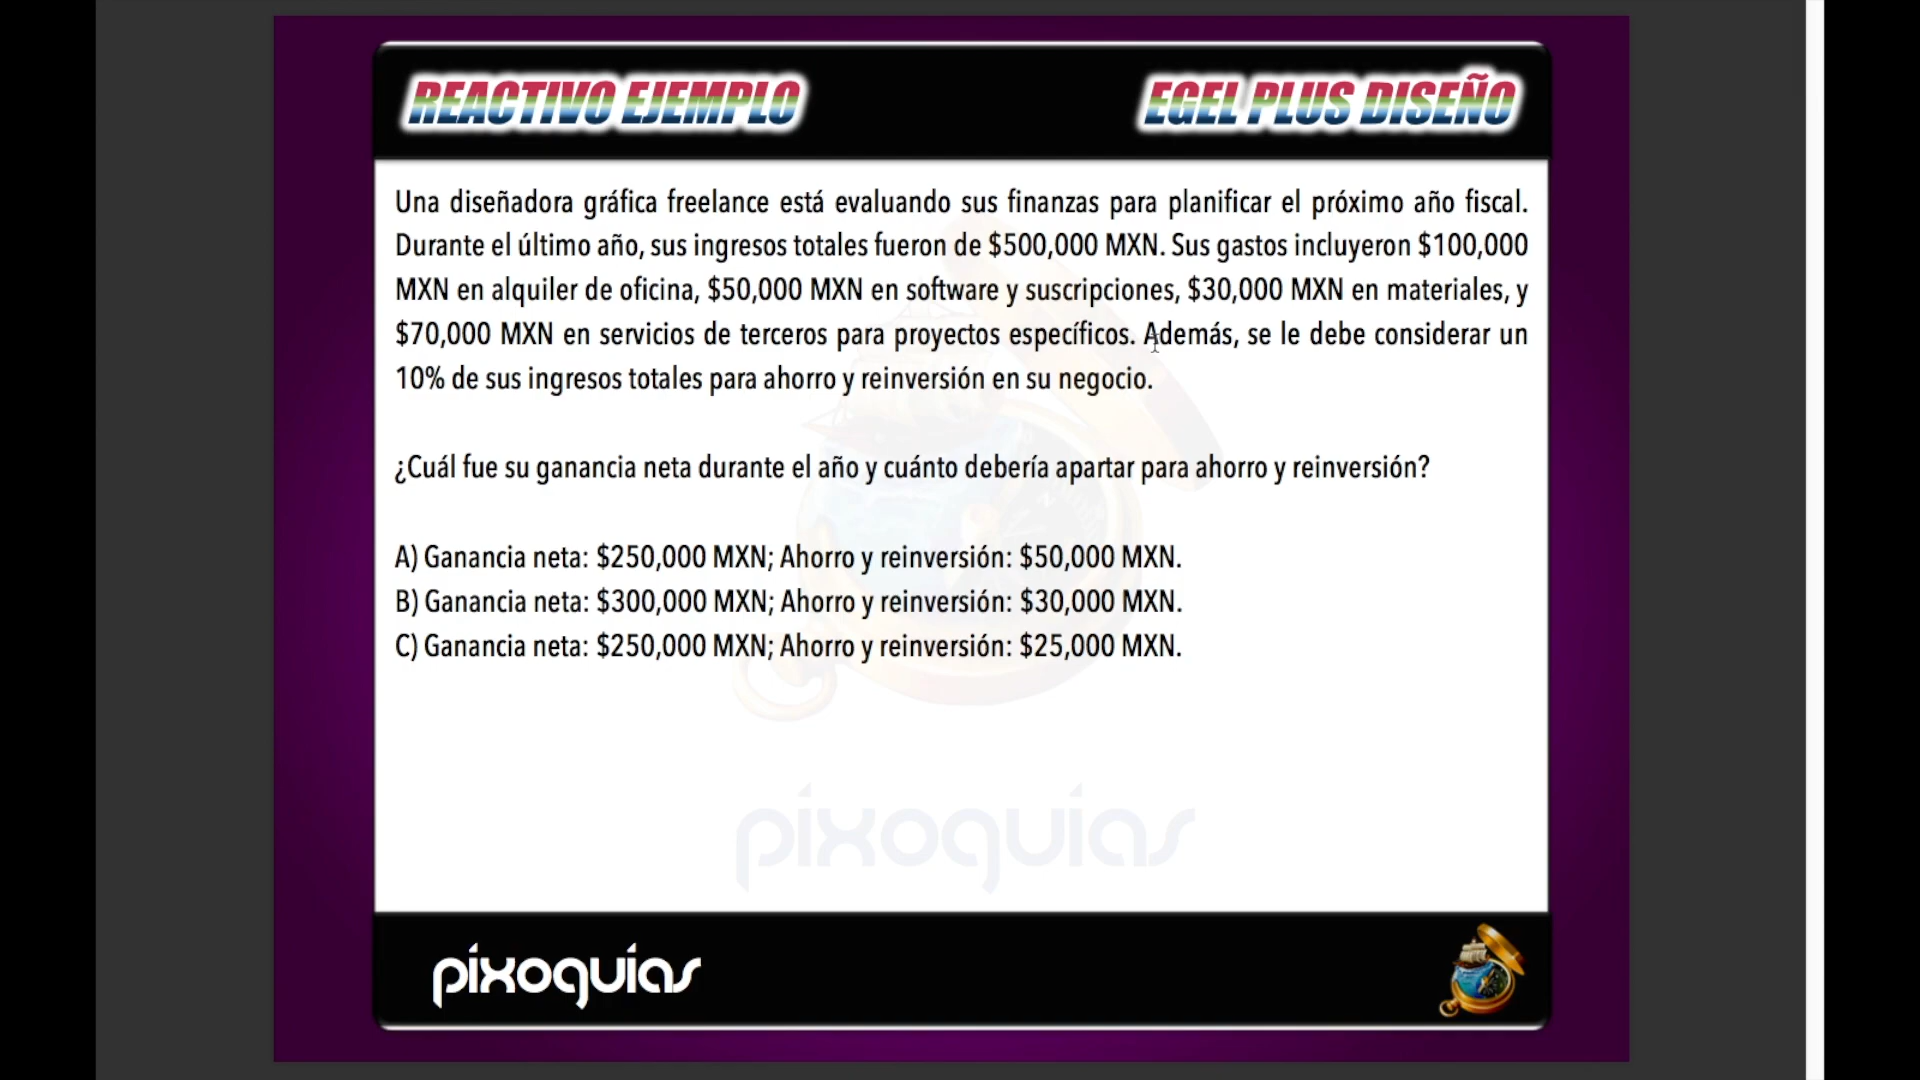 REACTIVO EJEMPLO
EGEL PLUS DISEÑO
Una diseñadora gráfica freelance está evaluando sus finanzas para planificar el próximo año fiscal.
Durante el último año, sus ingresos totales fueron de $500,000 MXN. Sus gastos incluyeron $100,000
MXN en alquiler de oficina, $50,000 MXN en software y suscripciones, $30,000 MXN en materiales, y
$70,000 MXN en servicios de terceros para proyectos específicos. Además, se le debe considerar un
10% de sus ingresos totales para ahorro y reinversión en su negocio.
¿Cuál fue su ganancia neta durante el año y cuánto debería apartar para ahorro y reinversión?
A) Ganancia neta: $250,000 MXN; Ahorro y reinversión: $50,000 MXN.
B) Ganancia neta: $300,000 MXN; Ahorro y reinversión: $30,000 MXN.
C) Ganancia neta: $250,000 MXN; Ahorro y reinversión: $25,000 MXN.
pixoguías
pixoguías